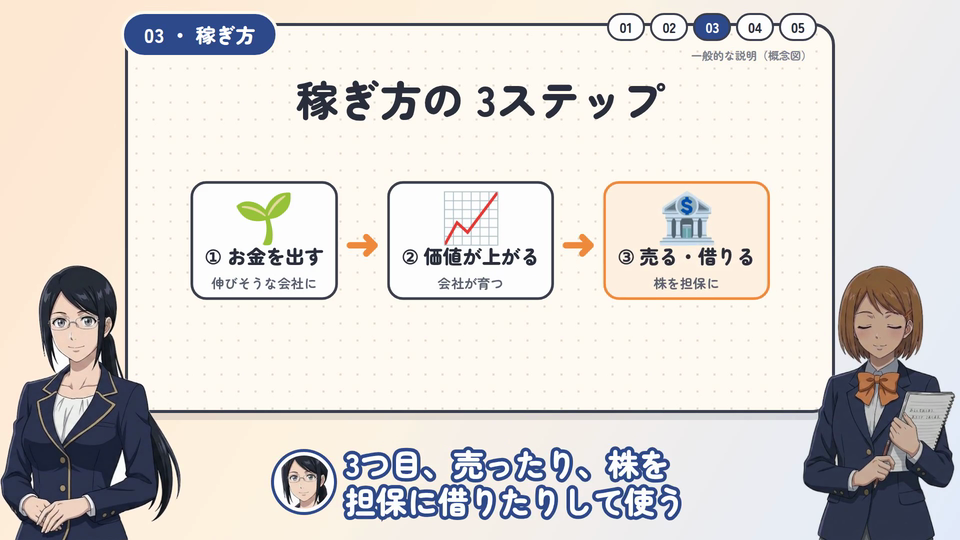 03 ・ 稼ぎ方
01 02 03 04 05
一般的な説明（概念図）
稼ぎ方の 3ステップ
① お金を出す
伸びそうな会社に
② 価値が上がる
会社が育つ
③ 売る・借りる
株を担保に
3つ目、売ったり、株を
担保に借りたりして使う